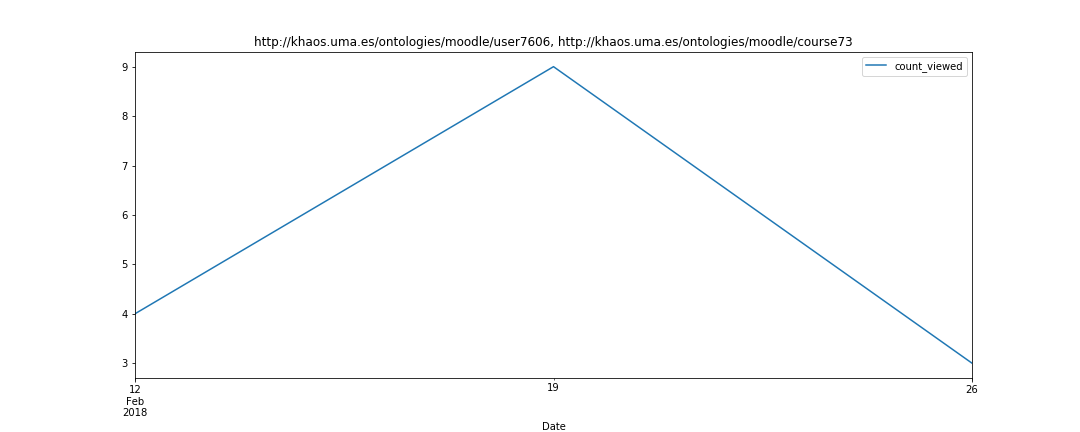 http://khaos.uma.es/ontologies/moodle/user7606, http://khaos.uma.es/ontologies/moodle/course73
count_viewed
9
8
7
6
5
4
3
12
19
26
Feb
2018
Date